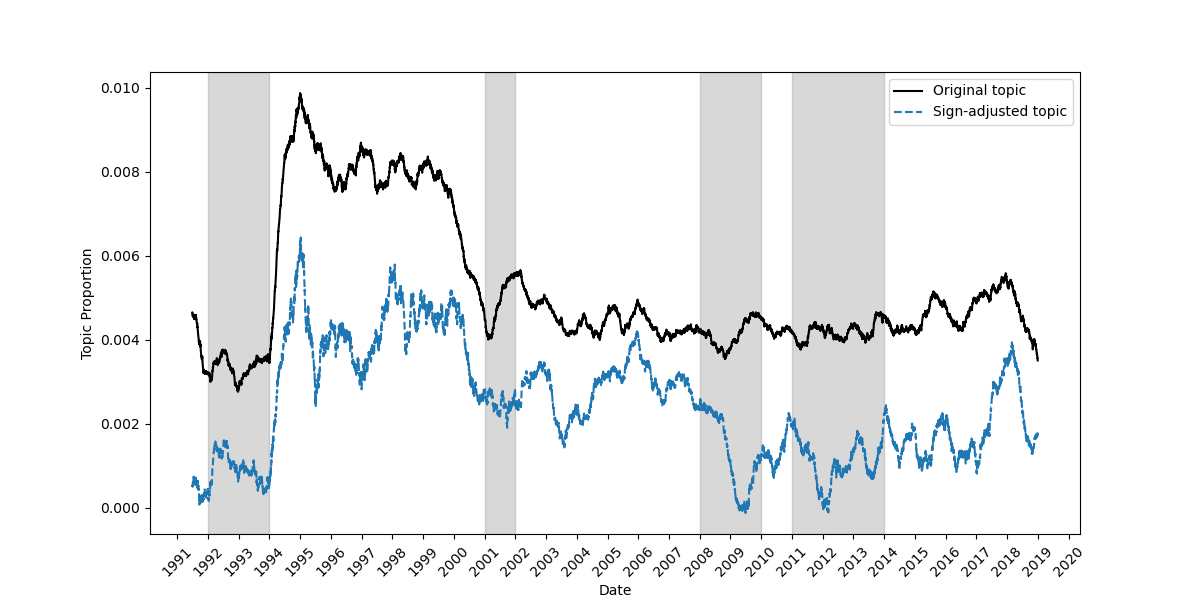 0.010
0.008
0.006
0.004
0.002
0.000
Topic Proportion
Original topic
Sign-adjusted topic
1991 1992 1993 1994 1995 1996 1997 1998 1999 2000 2001 2002 2003 2004 2005 2006 2007 2008 2009 2010 2011 2012 2013 2014 2015 2016 2017 2018 2019 2020
Date